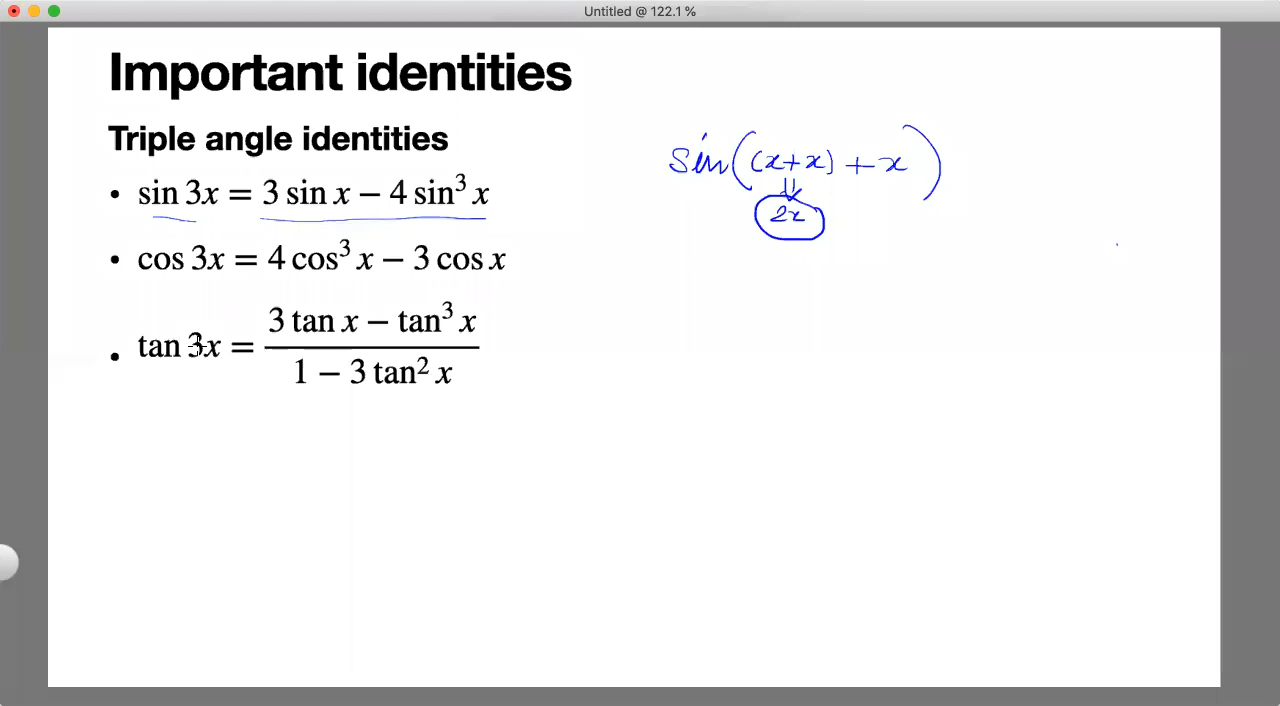 Untitled @ 122.1 %
Important identities
Triple angle identities
• sin 3x = 3 sin x − 4 sin³ x
• cos 3x = 4 cos³ x − 3 cos x
• tan 3x = (3 tan x − tan³ x) / (1 − 3 tan² x)
sin((x+x)+x)
⇓
2x